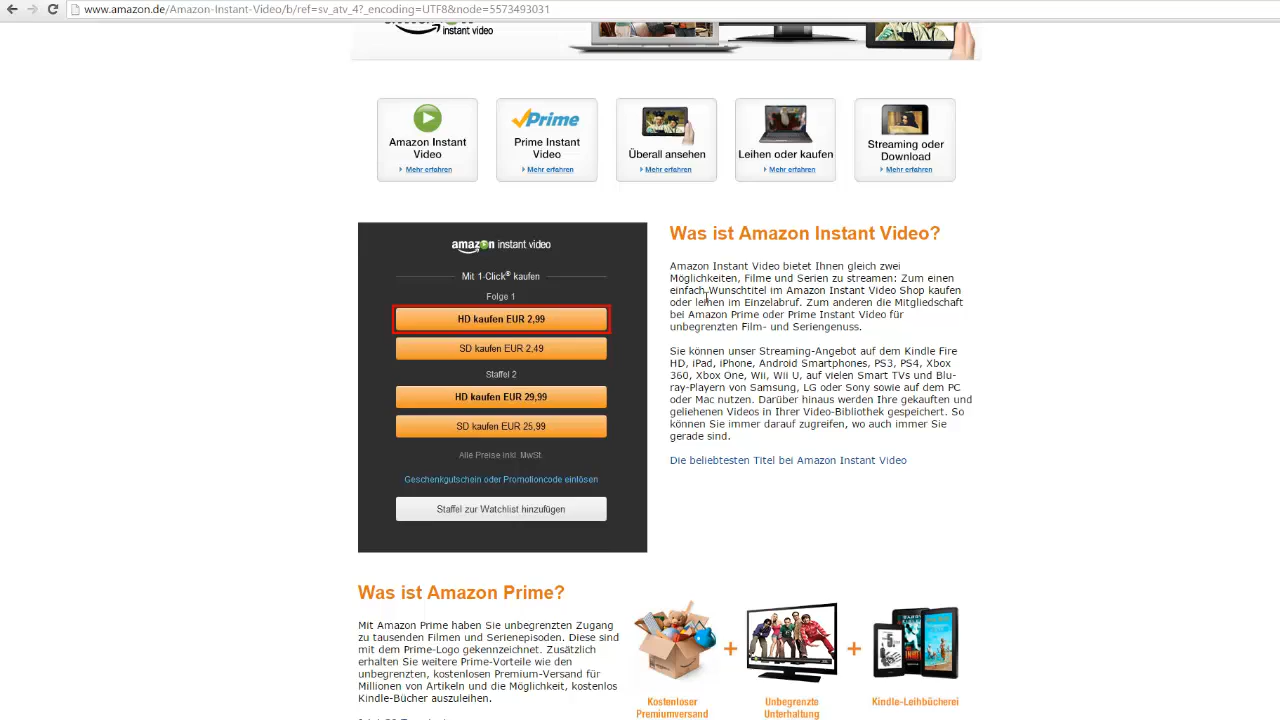 www.amazon.de/Amazon-Instant-Video/b/ref=sv_atv_4?_encoding=UTF8&node=5573493031
instant video
Amazon Instant
Video
Mehr erfahren
Prime
Prime Instant
Video
Mehr erfahren
Überall ansehen
Mehr erfahren
Leihen oder kaufen
Mehr erfahren
Streaming oder
Download
Mehr erfahren
amazon instant video
Mit 1-Click® kaufen
Folge 1
HD kaufen EUR 2,99
SD kaufen EUR 2,49
Staffel 2
HD kaufen EUR 29,99
SD kaufen EUR 25,99
Alle Preise inkl. MwSt.
Geschenkgutschein oder Promotioncode einlösen
Staffel zur Watchlist hinzufügen
Was ist Amazon Instant Video?
Amazon Instant Video bietet Ihnen gleich zwei
Möglichkeiten, Filme und Serien zu streamen: Zum einen
einfach Wunschtitel im Amazon Instant Video Shop kaufen
oder leihen im Einzelabruf. Zum anderen die Mitgliedschaft
bei Amazon Prime oder Prime Instant Video für
unbegrenzten Film- und Seriengenuss.
Sie können unser Streaming-Angebot auf dem Kindle Fire
HD, iPad, iPhone, Android Smartphones, PS3, PS4, Xbox
360, Xbox One, Wii, Wii U, auf vielen Smart TVs und Blu-
ray-Playern von Samsung, LG oder Sony sowie auf dem PC
oder Mac nutzen. Darüber hinaus werden Ihre gekauften und
geliehenen Videos in Ihrer Video-Bibliothek gespeichert. So
können Sie immer darauf zugreifen, wo auch immer Sie
gerade sind.
Die beliebtesten Titel bei Amazon Instant Video
Was ist Amazon Prime?
Mit Amazon Prime haben Sie unbegrenzten Zugang
zu tausenden Filmen und Serienepisoden. Diese sind
mit dem Prime-Logo gekennzeichnet. Zusätzlich
erhalten Sie weitere Prime-Vorteile wie den
unbegrenzten, kostenlosen Premium-Versand für
Millionen von Artikeln und die Möglichkeit, kostenlos
Kindle-Bücher auszuleihen.
+
+
Kostenloser
Premiumversand
Unbegrenzte
Unterhaltung
Kindle-Leihbücherei